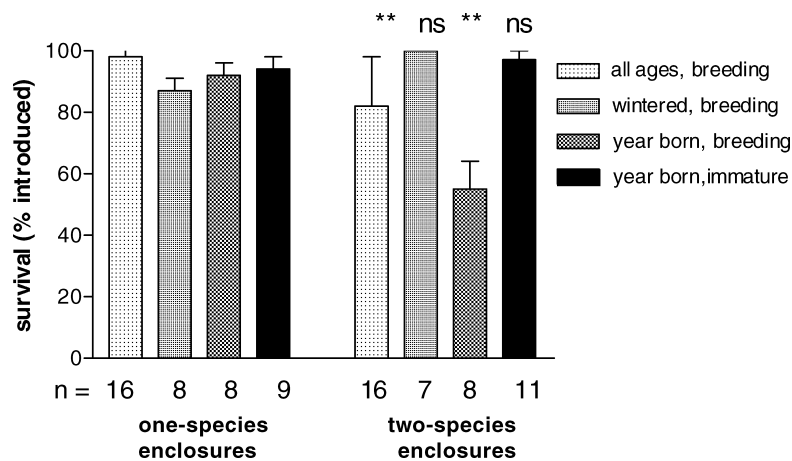 ** ns ** ns
100
80
60
40
20
0
survival (% introduced)
all ages, breeding
wintered, breeding
year born, breeding
year born,immature
n = 16 8 8 9 16 7 8 11
one-species
enclosures
two-species
enclosures